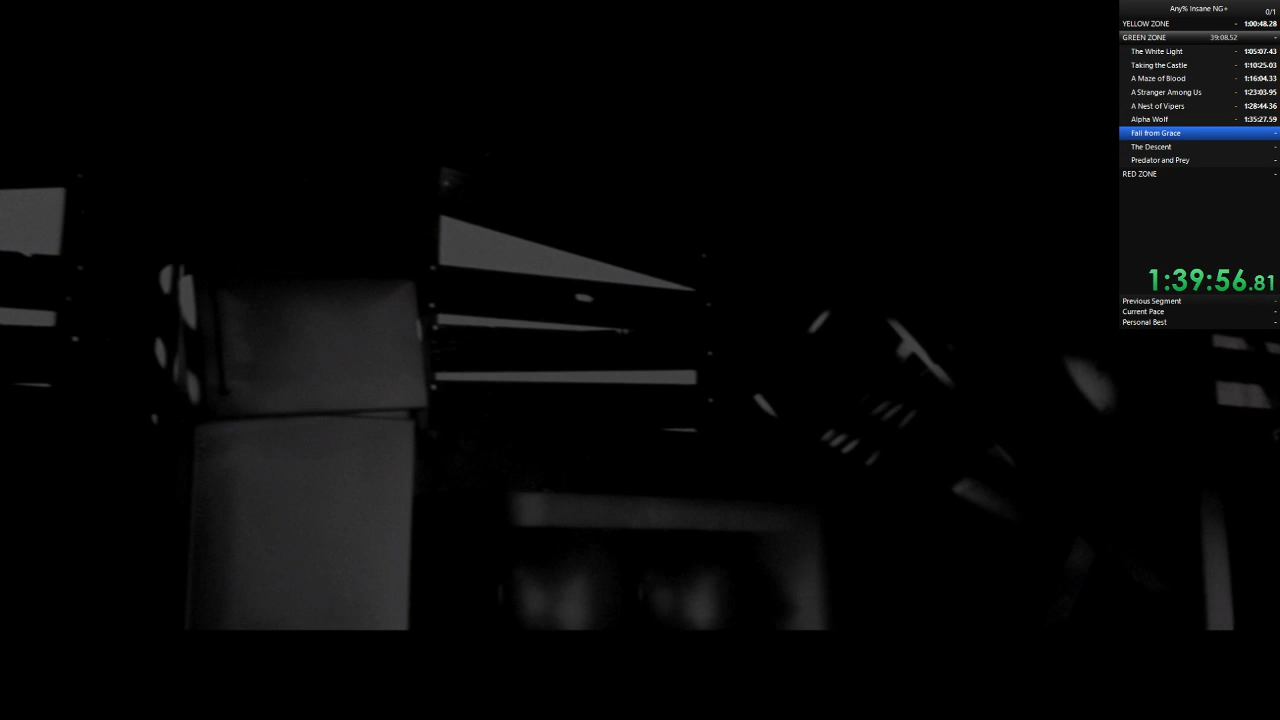 Any% Insane NG+
0/1
YELLOW ZONE - 1:00:48.28
GREEN ZONE 39:08.52 -
The White Light - 1:05:07.43
Taking the Castle - 1:10:25.03
A Maze of Blood - 1:16:04.33
A Stranger Among Us - 1:23:03.95
A Nest of Vipers - 1:28:44.36
Alpha Wolf - 1:35:27.59
Fall from Grace -
The Descent -
Predator and Prey -
RED ZONE -
1:39:56.81
Previous Segment -
Current Pace -
Personal Best -